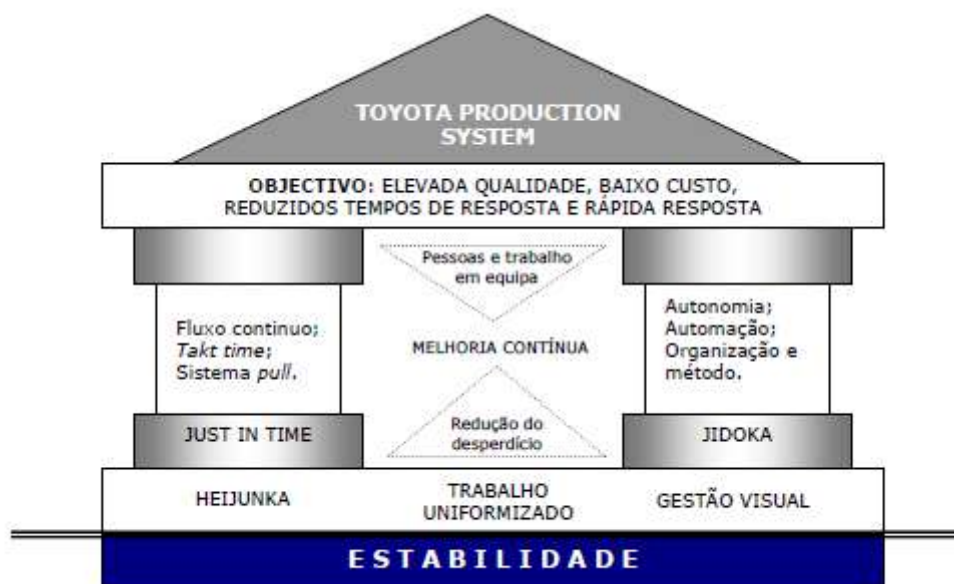 TOYOTA PRODUCTION
SYSTEM
OBJECTIVO: ELEVADA QUALIDADE, BAIXO CUSTO,
REDUZIDOS TEMPOS DE RESPOSTA E RÁPIDA RESPOSTA
Pessoas e trabalho
em equipa
Fluxo continuo;
Takt time;
Sistema pull.
MELHORIA CONTÍNUA
Autonomia;
Automação;
Organização e
método.
JUST IN TIME
Redução do
desperdício
JIDOKA
HEIJUNKA
TRABALHO
UNIFORMIZADO
GESTÃO VISUAL
ESTABILIDADE